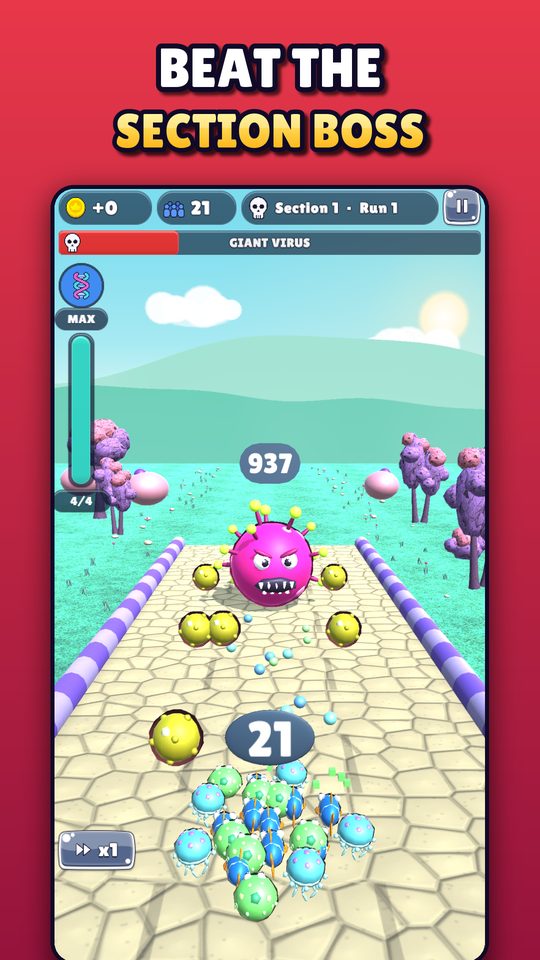 BEAT THE
SECTION BOSS
+0
21
Section 1 · Run 1
GIANT VIRUS
MAX
4/4
937
21
x1